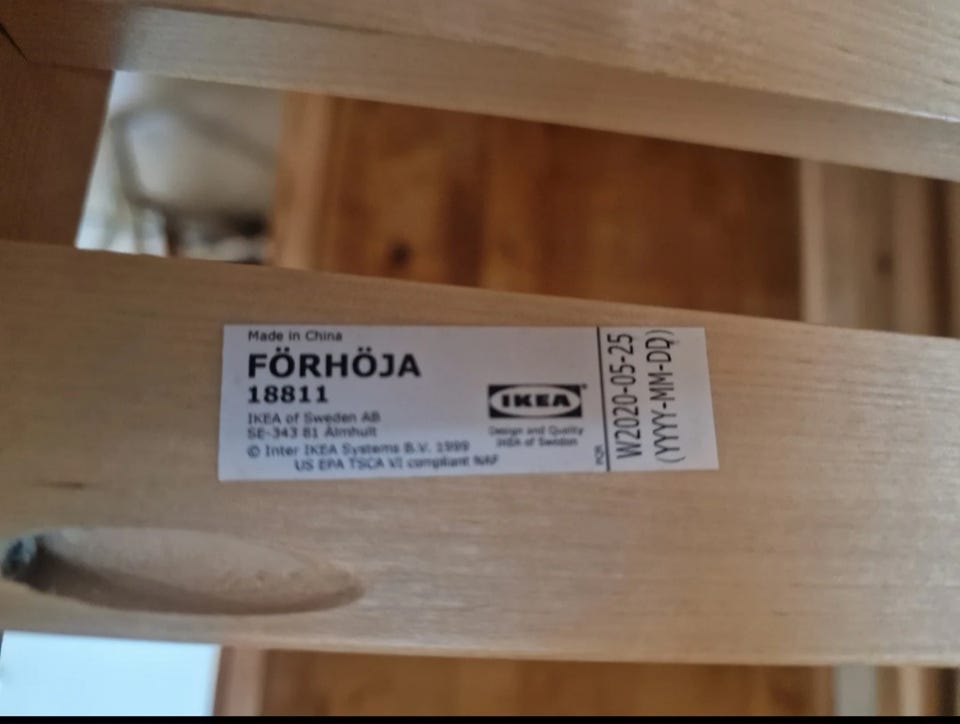 Made in China
FÖRHÖJA
18811
IKEA of Sweden AB
SE-343 81 Älmhult
© Inter IKEA Systems B.V. 1999
US EPA TSCA VI compliant NAF
IKEA
Design and Quality
IKEA of Sweden
W2020-05-25
(YYYY-MM-DD)